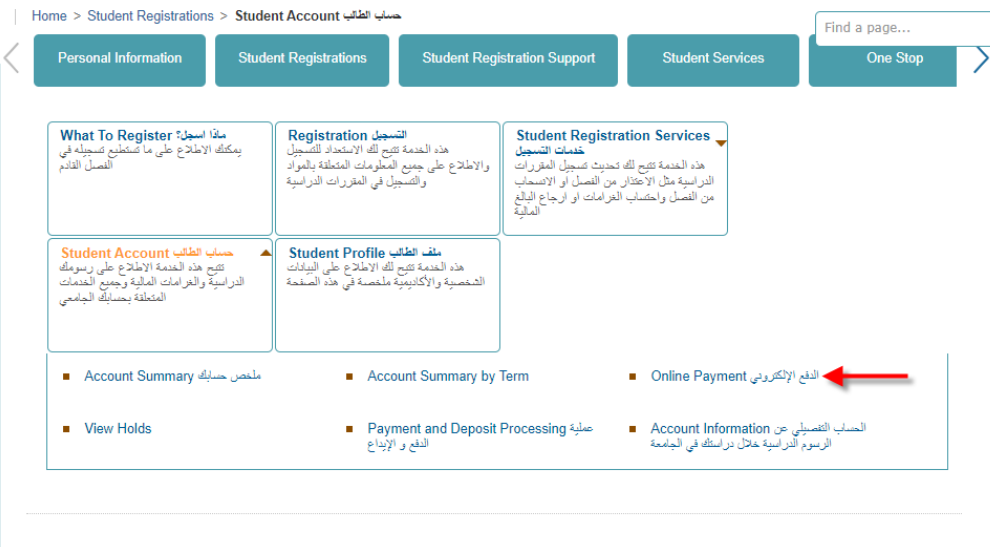 Home > Student Registrations > Student Account حساب الطالب
Find a page...
Personal Information
Student Registrations
Student Registration Support
Student Services
One Stop
What To Register ماذا اسجل؟
يمكنك الاطلاع على ما تستطيع تسجيله في
الفصل القادم
Registration التسجيل
هذه الخدمة تتيح لك الاستعداد للتسجيل
والاطلاع على جميع المعلومات المتعلقة بالمواد
والتسجيل في المقررات الدراسية
Student Registration Services
خدمات التسجيل
هذه الخدمة تتيح لك تحديث تسجيل المقررات
الدراسية مثل الاعتذار من الفصل او الانسحاب
من الفصل واحتساب الغرامات او ارجاع البالغ
المالية
Student Account حساب الطالب
تتيح هذه الخدمة الاطلاع على رسومك
الدراسية والغرامات المالية وجميع الخدمات
المتعلقة بحسابك الجامعي
Student Profile ملف الطالب
هذه الخدمة تتيح لك الاطلاع على البيانات
الشخصية والأكاديمية ملخصة في هذه الصفحة
Account Summary ملخص حسابك
Account Summary by Term
Online Payment الدفع الإلكتروني
View Holds
Payment and Deposit Processing عملية
الدفع و الإيداع
Account Information الحساب التفصيلي عن
الرسوم الدراسية خلال دراستك في الجامعة